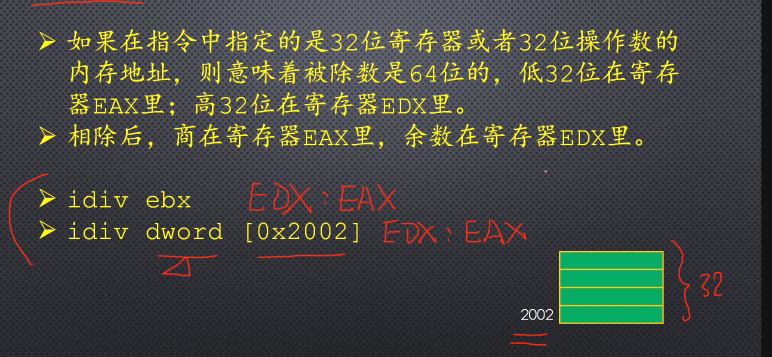 ➢ 如果在指令中指定的是32位寄存器或者32位操作数的
内存地址，则意味着被除数是64位的，低32位在寄存
器EAX里；高32位在寄存器EDX里。
➢ 相除后，商在寄存器EAX里，余数在寄存器EDX里。
➢ idiv ebx EDX:EAX
➢ idiv dword [0x2002] EDX:EAX
32
2002